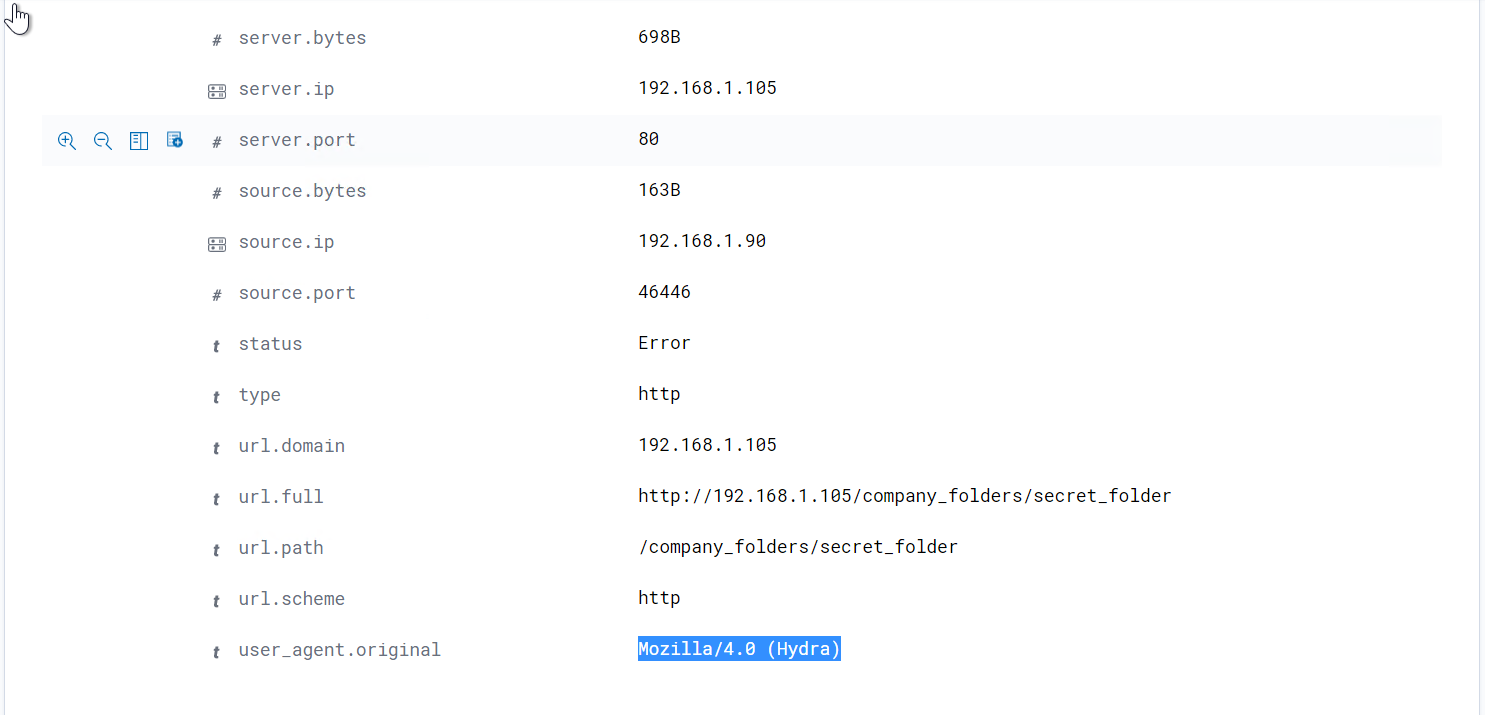 # server.bytes 698B
server.ip 192.168.1.105
# server.port 80
# source.bytes 163B
source.ip 192.168.1.90
# source.port 46446
t status Error
t type http
t url.domain 192.168.1.105
t url.full http://192.168.1.105/company_folders/secret_folder
t url.path /company_folders/secret_folder
t url.scheme http
t user_agent.original Mozilla/4.0 (Hydra)